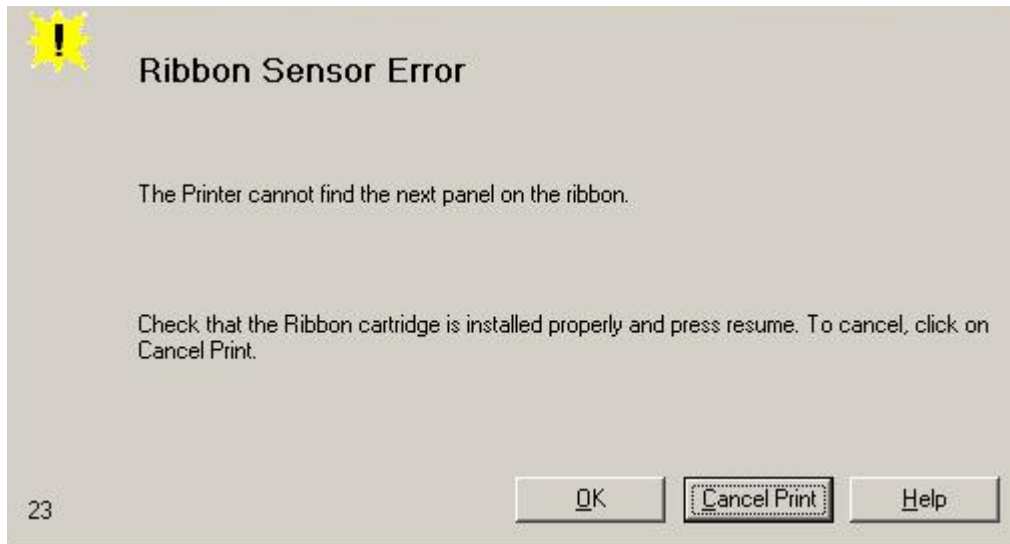 !
Ribbon Sensor Error
The Printer cannot find the next panel on the ribbon.
Check that the Ribbon cartridge is installed properly and press resume. To cancel, click on
Cancel Print.
23
OK
Cancel Print
Help